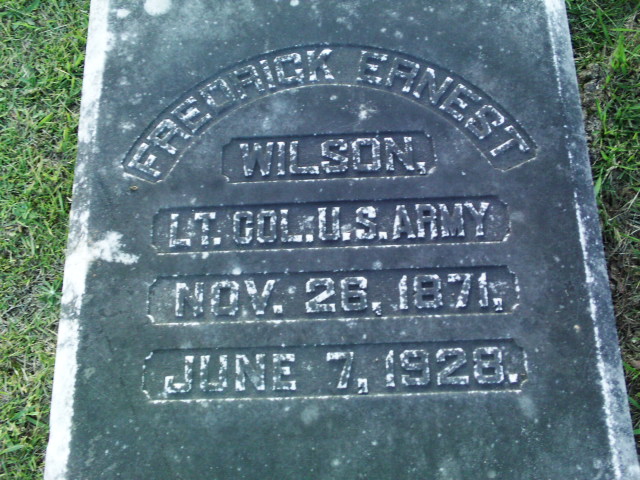 FREDRICK ERNEST
WILSON.
LT. COL. U.S. ARMY
NOV. 26, 1871.
JUNE 7, 1928.